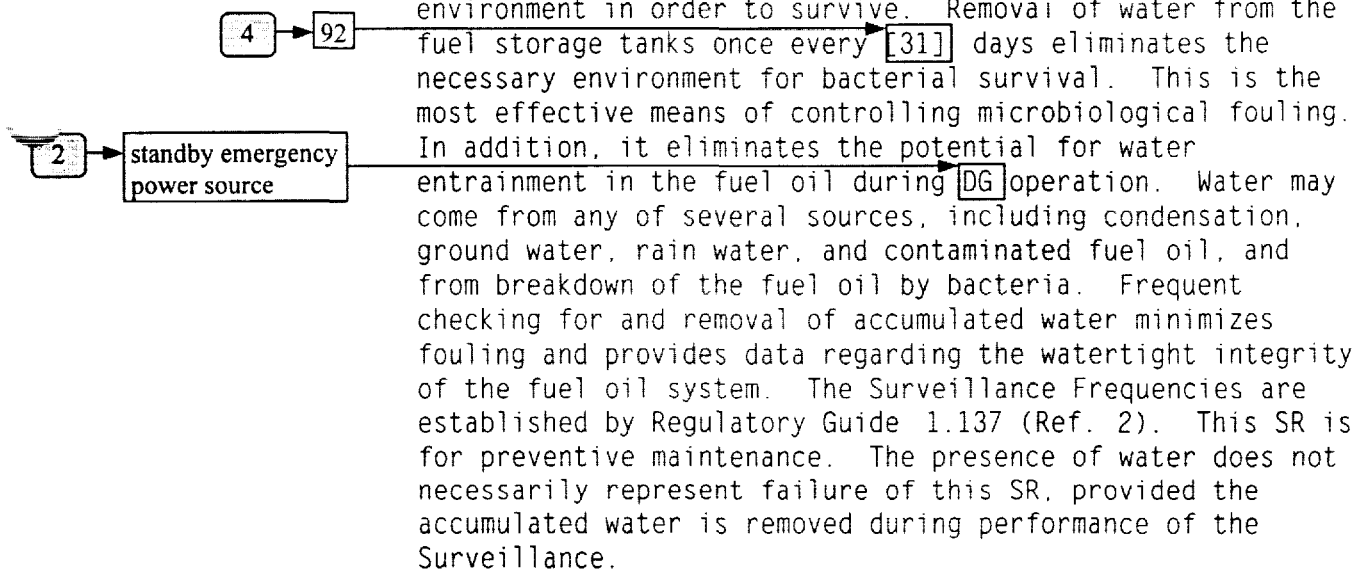 environment in order to survive. Removal of water from the
4 92 fuel storage tanks once every [31] days eliminates the
necessary environment for bacterial survival. This is the
most effective means of controlling microbiological fouling.
2 standby emergency In addition, it eliminates the potential for water
power source entrainment in the fuel oil during DG operation. Water may
come from any of several sources, including condensation,
ground water, rain water, and contaminated fuel oil, and
from breakdown of the fuel oil by bacteria. Frequent
checking for and removal of accumulated water minimizes
fouling and provides data regarding the watertight integrity
of the fuel oil system. The Surveillance Frequencies are
established by Regulatory Guide 1.137 (Ref. 2). This SR is
for preventive maintenance. The presence of water does not
necessarily represent failure of this SR, provided the
accumulated water is removed during performance of the
Surveillance.